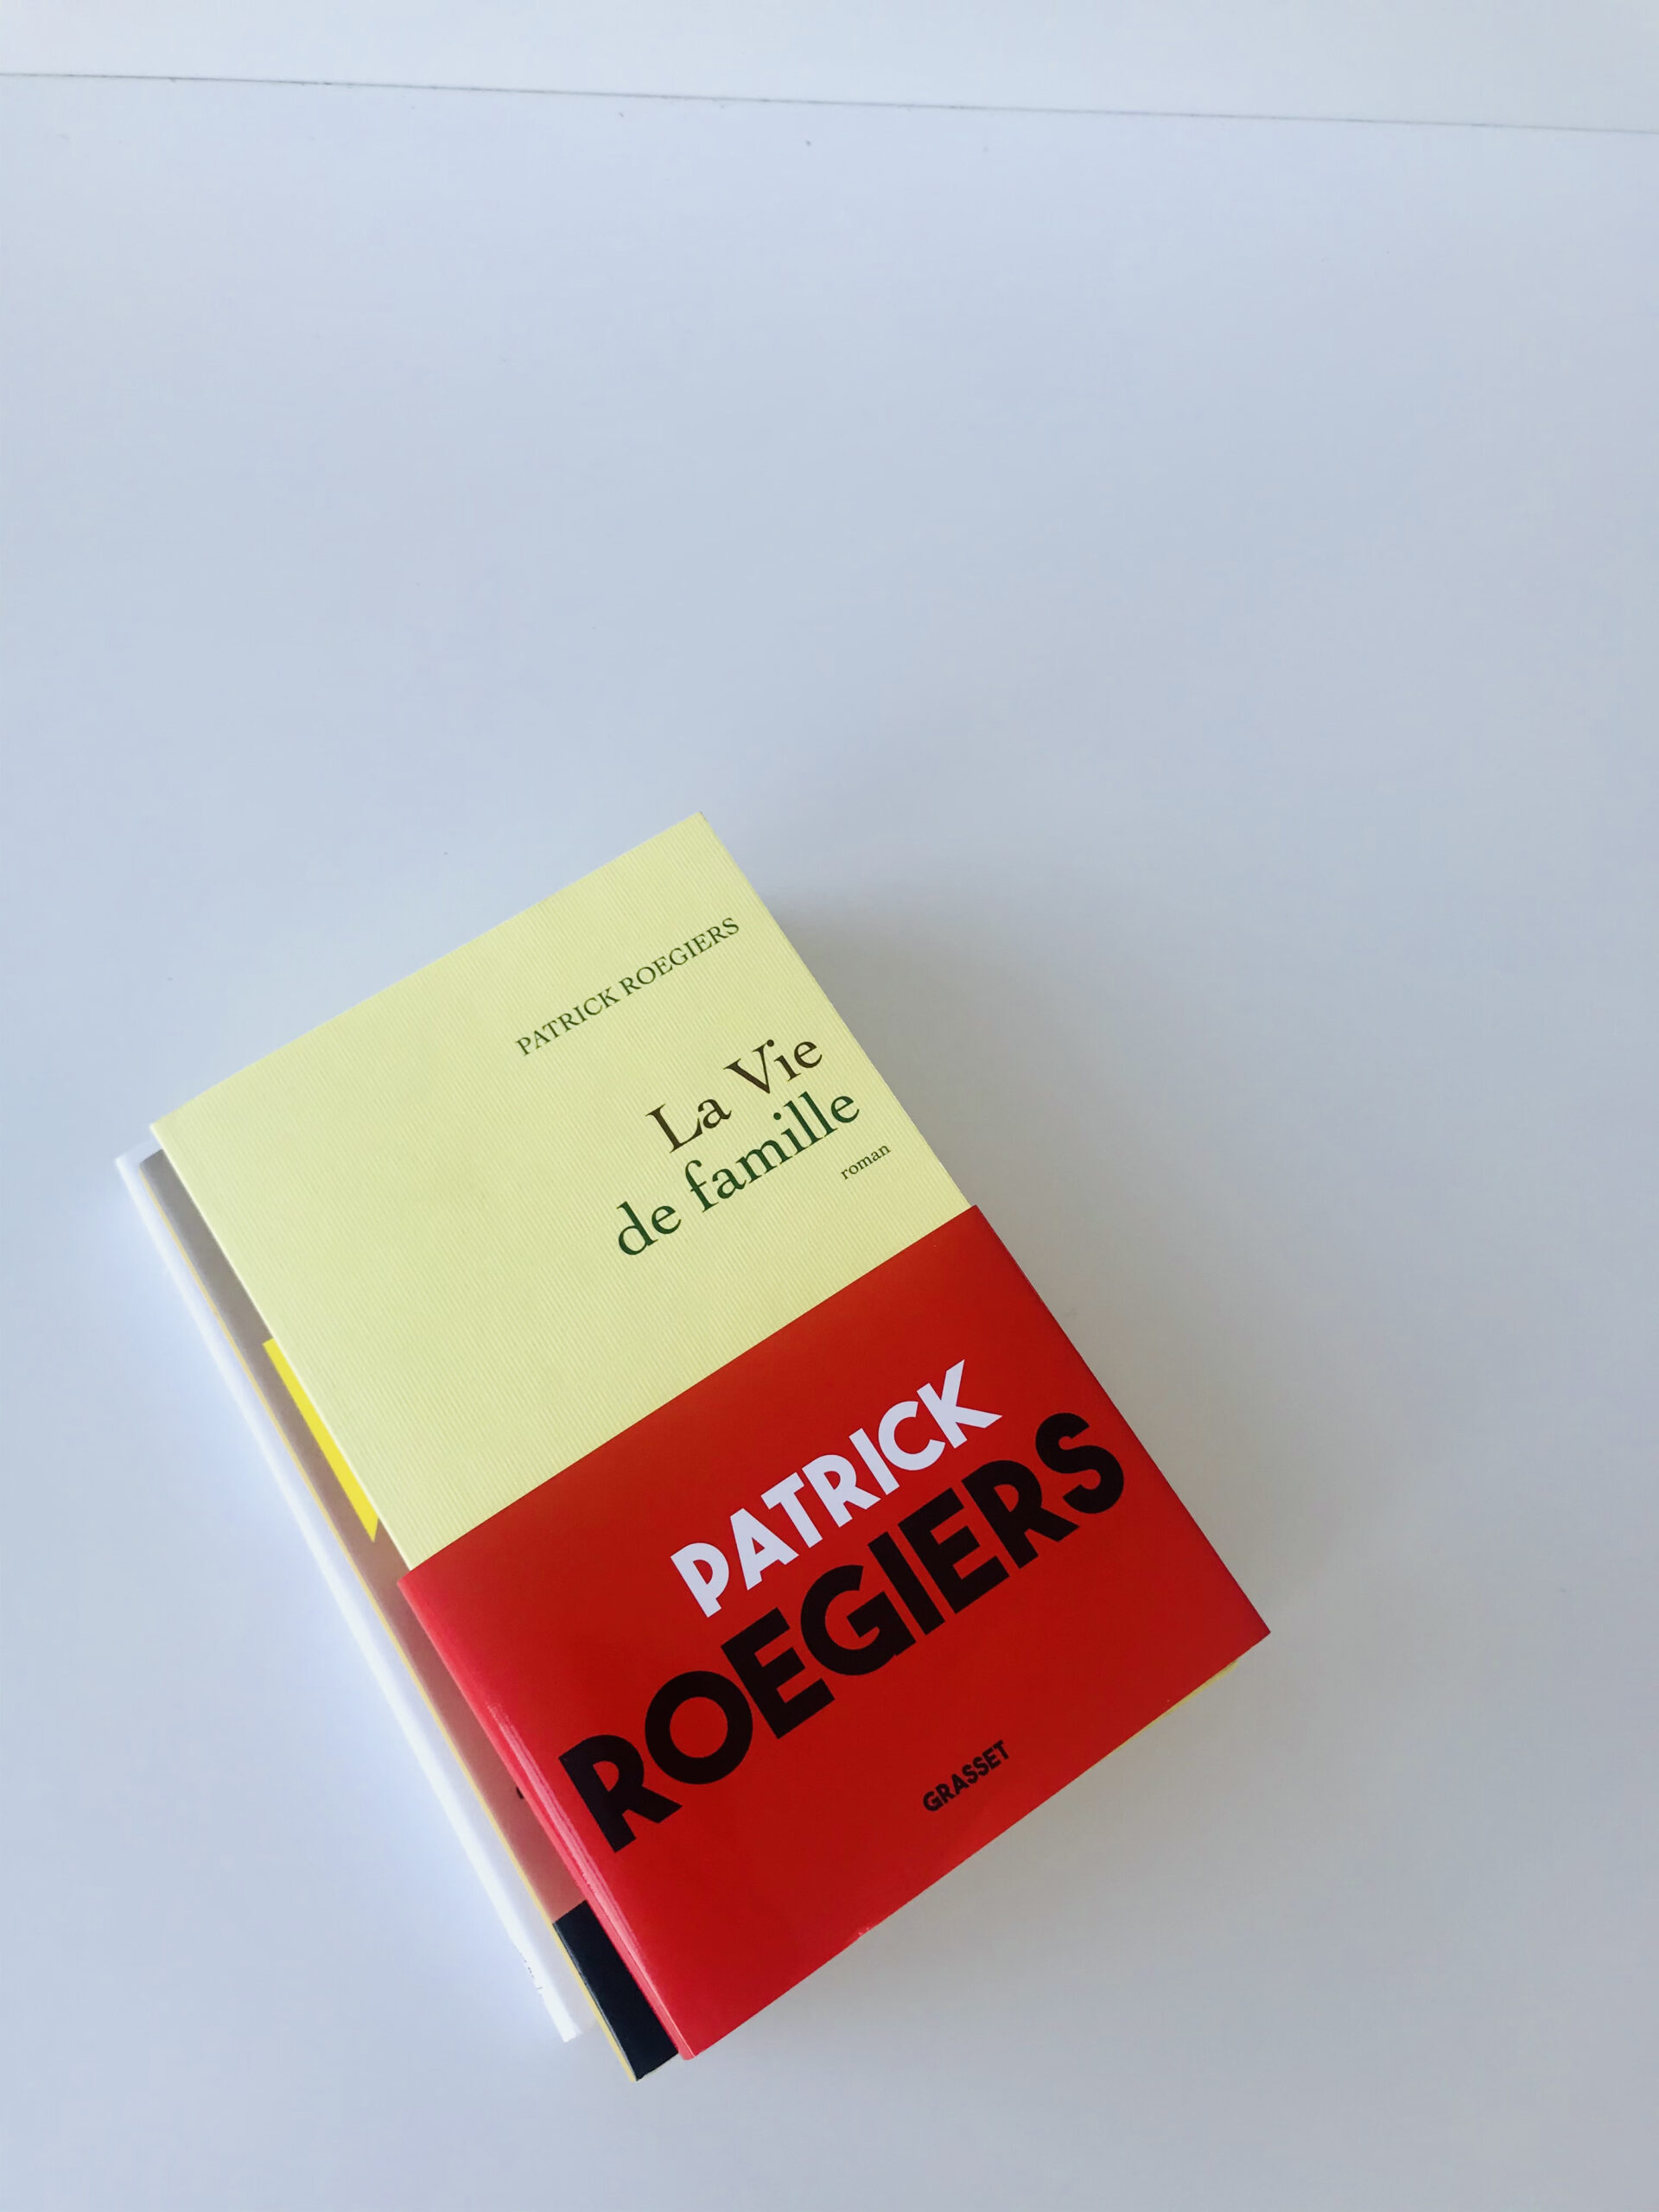 PATRICK ROEGIERS
La Vie
de famille
roman
PATRICK
ROEGIERS
GRASSET